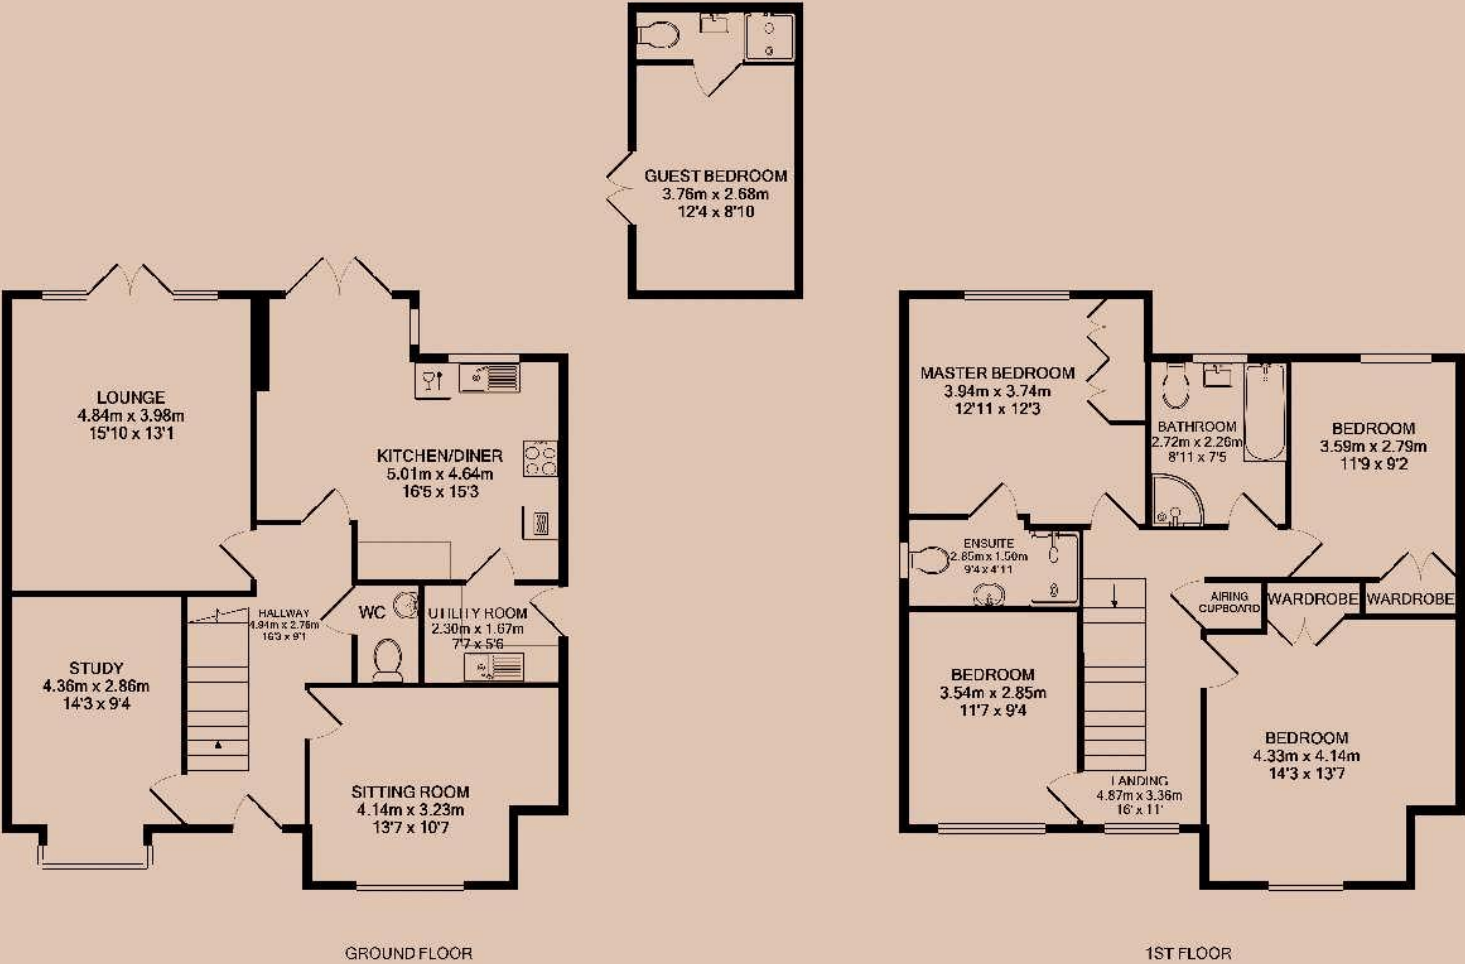 GUEST BEDROOM
3.76m x 2.68m
12'4 x 8'10
LOUNGE
4.84m x 3.98m
15'10 x 13'1
KITCHEN/DINER
5.01m x 4.64m
16'5 x 15'3
HALLWAY
4.94m x 2.76m
16'3 x 9'1
WC
UTILITY ROOM
2.30m x 1.67m
7'7 x 5'6
STUDY
4.36m x 2.86m
14'3 x 9'4
SITTING ROOM
4.14m x 3.23m
13'7 x 10'7
GROUND FLOOR
MASTER BEDROOM
3.94m x 3.74m
12'11 x 12'3
BATHROOM
2.72m x 2.26m
8'11 x 7'5
BEDROOM
3.59m x 2.79m
11'9 x 9'2
ENSUITE
2.85m x 1.50m
9'4 x 4'11
AIRING
CUPBOARD
WARDROBE
WARDROBE
BEDROOM
3.54m x 2.85m
11'7 x 9'4
BEDROOM
4.33m x 4.14m
14'3 x 13'7
LANDING
4.87m x 3.36m
16' x 11'
1ST FLOOR